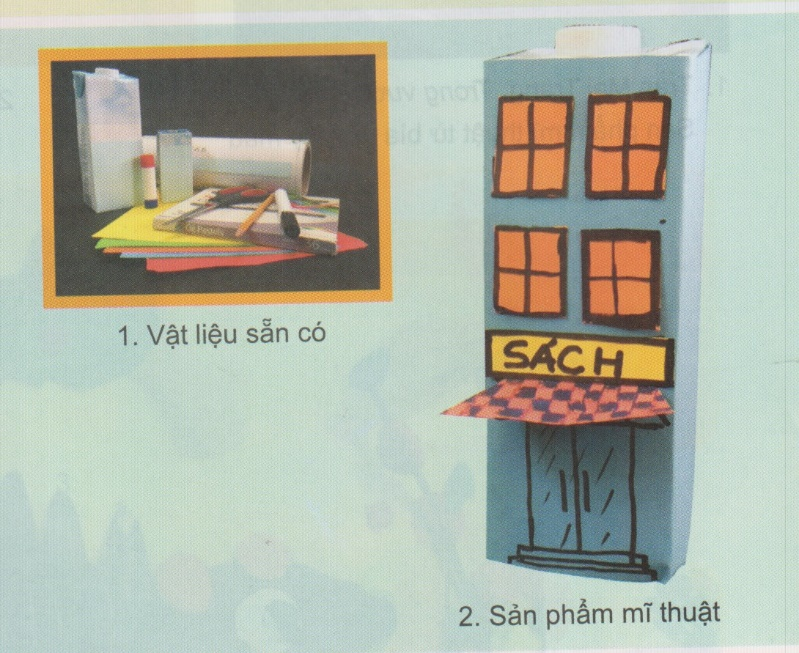 1. Vật liệu sẵn có
SÁCH
2. Sản phẩm mĩ thuật